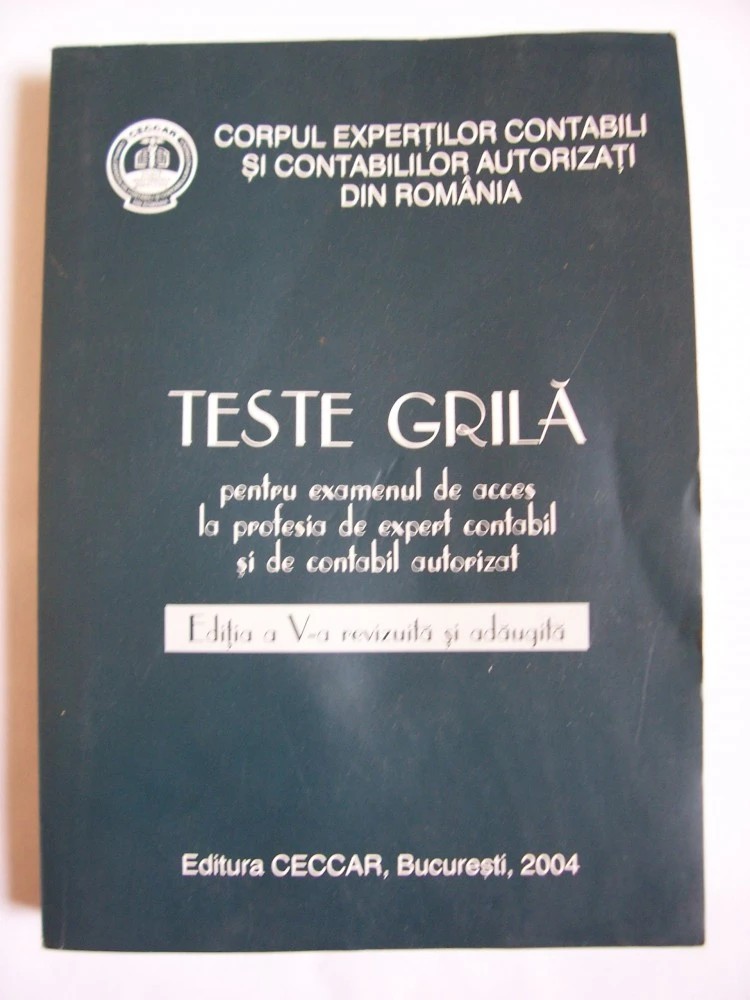 CECCAR
CORPUL EXPERȚILOR CONTABILI
ȘI CONTABILILOR AUTORIZAȚI
DIN ROMÂNIA
TESTE GRILĂ
pentru examenul de acces
la profesia de expert contabil
și de contabil autorizat
Ediția a V-a revizuită și adăugită
Editura CECCAR, București, 2004